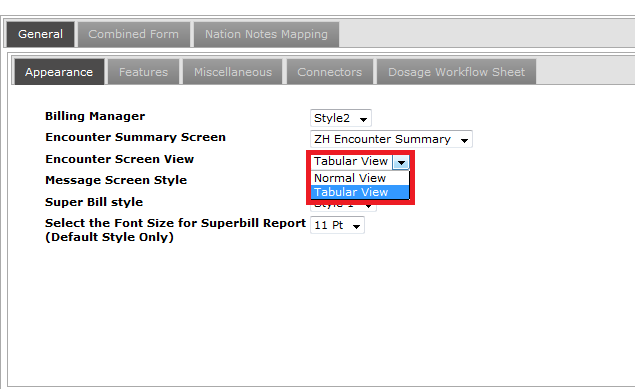 General Combined Form Nation Notes Mapping
Appearance Features Miscellaneous Connectors Dosage Workflow Sheet
Billing Manager Style2
Encounter Summary Screen ZH Encounter Summary
Encounter Screen View Tabular View
Message Screen Style Normal View
Tabular View
Super Bill style Style 1
Select the Font Size for Superbill Report 11 Pt
(Default Style Only)